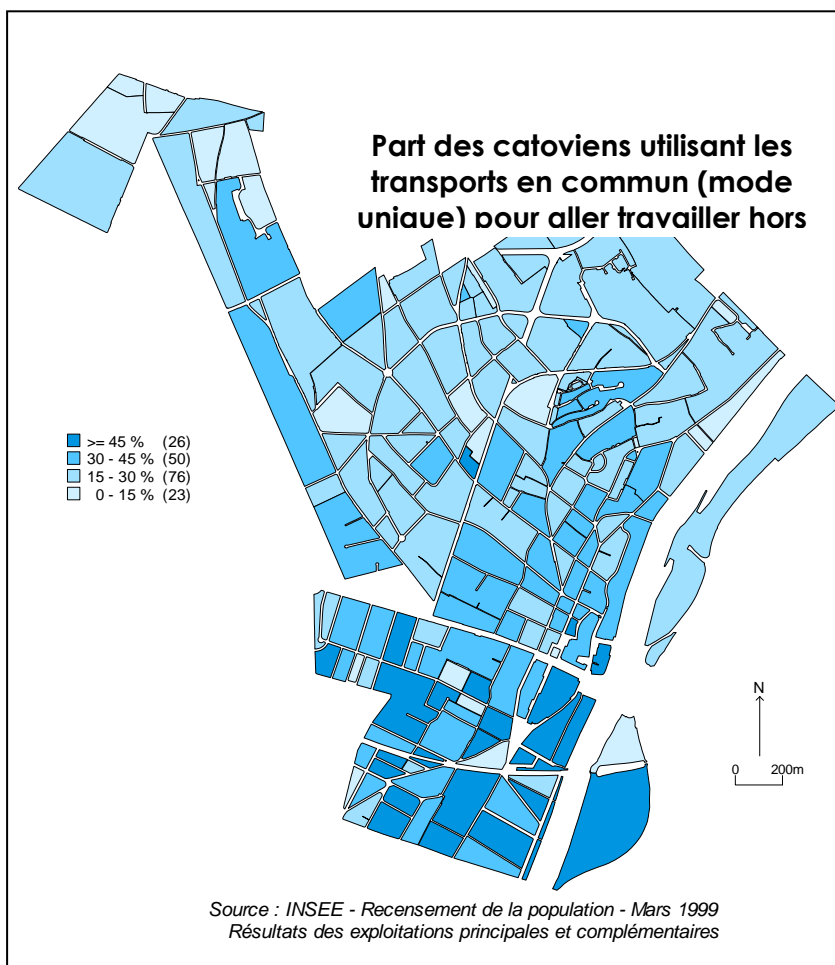 Part des catoviens utilisant les
transports en commun (mode
unique) pour aller travailler hors
>= 45 % (26)
30 - 45 % (50)
15 - 30 % (76)
0 - 15 % (23)
N
0 200m
Source : INSEE - Recensement de la population - Mars 1999
Résultats des exploitations principales et complémentaires